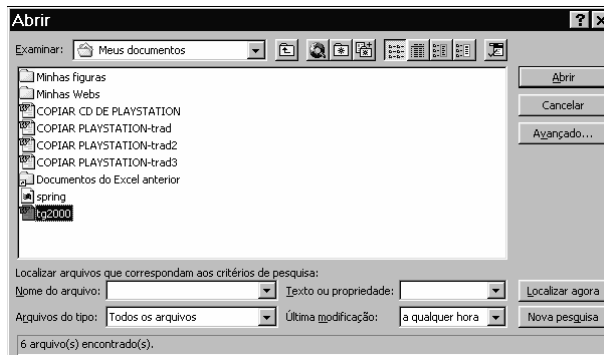 Abrir
Examinar: Meus documentos
Minhas figuras
Minhas Webs
COPIAR CD DE PLAYSTATION
COPIAR PLAYSTATION-trad
COPIAR PLAYSTATION-trad2
COPIAR PLAYSTATION-trad3
Documentos do Excel anterior
spring
tg2000
Abrir
Cancelar
Avançado...
Localizar arquivos que correspondam aos critérios de pesquisa:
Nome do arquivo: Texto ou propriedade: Localizar agora
Arquivos do tipo: Todos os arquivos Última modificação: a qualquer hora Nova pesquisa
6 arquivo(s) encontrado(s).